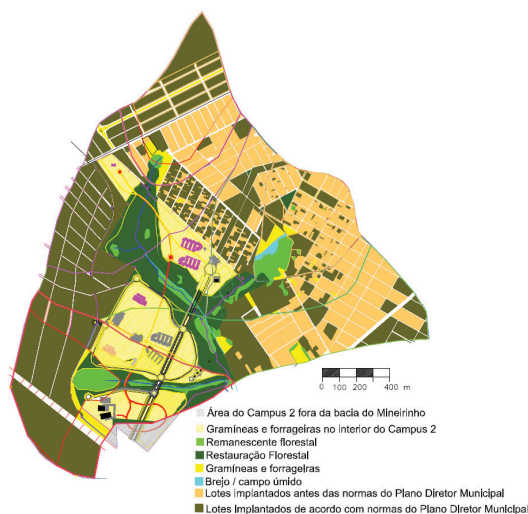 0 100 200 400 m
Área do Campus 2 fora da bacia do Mineirinho
Gramíneas e forrageiras no interior do Campus 2
Remanescente florestal
Restauração Florestal
Gramíneas e forrageiras
Brejo / campo úmido
Lotes implantados antes das normas do Plano Diretor Municipal
Lotes Implantados de acordo com normas do Plano Diretor Municipal